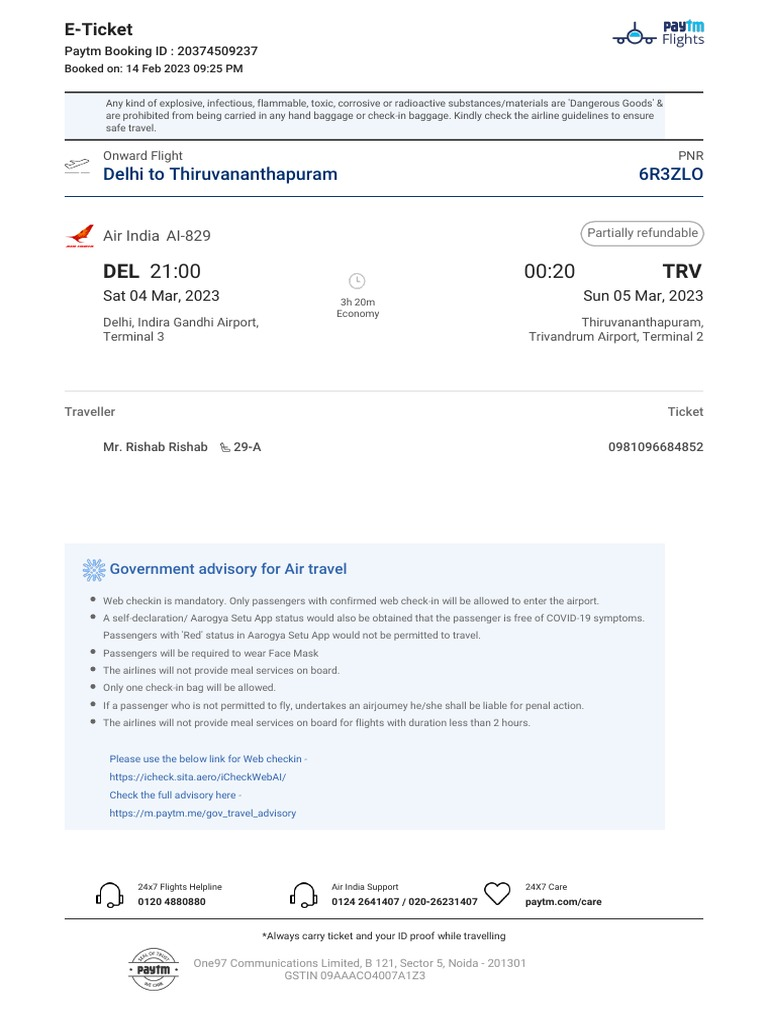 E-Ticket
Paytm Booking ID : 20374509237
Booked on: 14 Feb 2023 09:25 PM
paytm
Flights
Any kind of explosive, infectious, flammable, toxic, corrosive or radioactive substances/materials are 'Dangerous Goods' &
are prohibited from being carried in any hand baggage or check-in baggage. Kindly check the airline guidelines to ensure
safe travel.
Onward Flight
PNR
Delhi to Thiruvananthapuram
6R3ZLO
AIR INDIA
Air India AI-829
Partially refundable
DEL 21:00
00:20 TRV
Sat 04 Mar, 2023
Sun 05 Mar, 2023
3h 20m
Economy
Delhi, Indira Gandhi Airport,
Terminal 3
Thiruvananthapuram,
Trivandrum Airport, Terminal 2
Traveller
Ticket
Mr. Rishab Rishab 29-A
0981096684852
Government advisory for Air travel
Web checkin is mandatory. Only passengers with confirmed web check-in will be allowed to enter the airport.
A self-declaration/ Aarogya Setu App status would also be obtained that the passenger is free of COVID-19 symptoms.
Passengers with 'Red' status in Aarogya Setu App would not be permitted to travel.
Passengers will be required to wear Face Mask
The airlines will not provide meal services on board.
Only one check-in bag will be allowed.
If a passenger who is not permitted to fly, undertakes an airjourney he/she shall be liable for penal action.
The airlines will not provide meal services on board for flights with duration less than 2 hours.
Please use the below link for Web checkin -
https://icheck.sita.aero/iCheckWebAI/
Check the full advisory here -
https://m.paytm.me/gov_travel_advisory
24x7 Flights Helpline
0120 4880880
Air India Support
0124 2641407 / 020-26231407
24X7 Care
paytm.com/care
*Always carry ticket and your ID proof while travelling
SEAL OF TRUST
paytm
WE CARE
One97 Communications Limited, B 121, Sector 5, Noida - 201301
GSTIN 09AAACO4007A1Z3